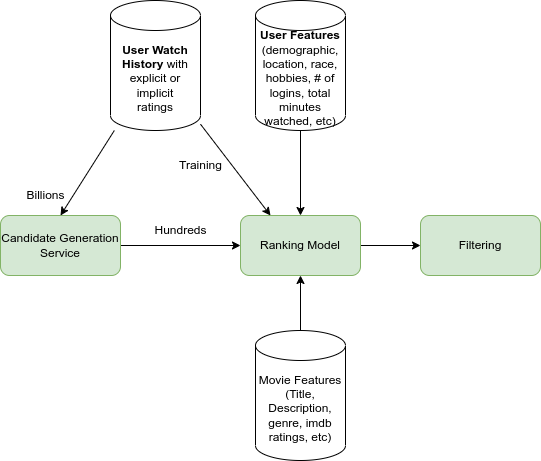 User Watch
History with
explicit or
implicit
ratings
User Features
(demographic,
location, race,
hobbies, # of
logins, total
minutes
watched, etc)
Training
Billions
Candidate Generation
Service
Hundreds
Ranking Model
Filtering
Movie Features
(Title,
Description,
genre, imdb
ratings, etc)